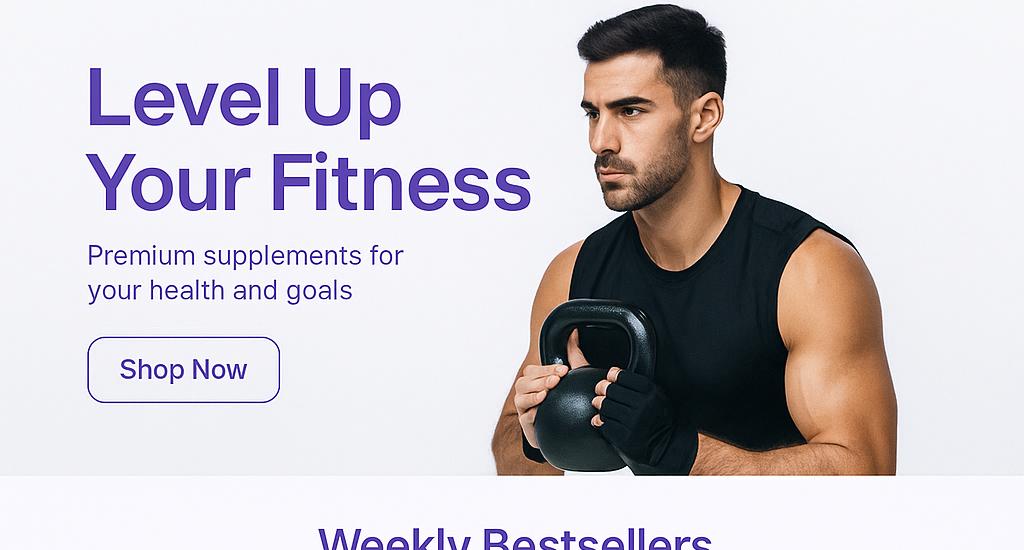 Level Up
Your Fitness
Premium supplements for
your health and goals
Shop Now
Weekly Bestsellers